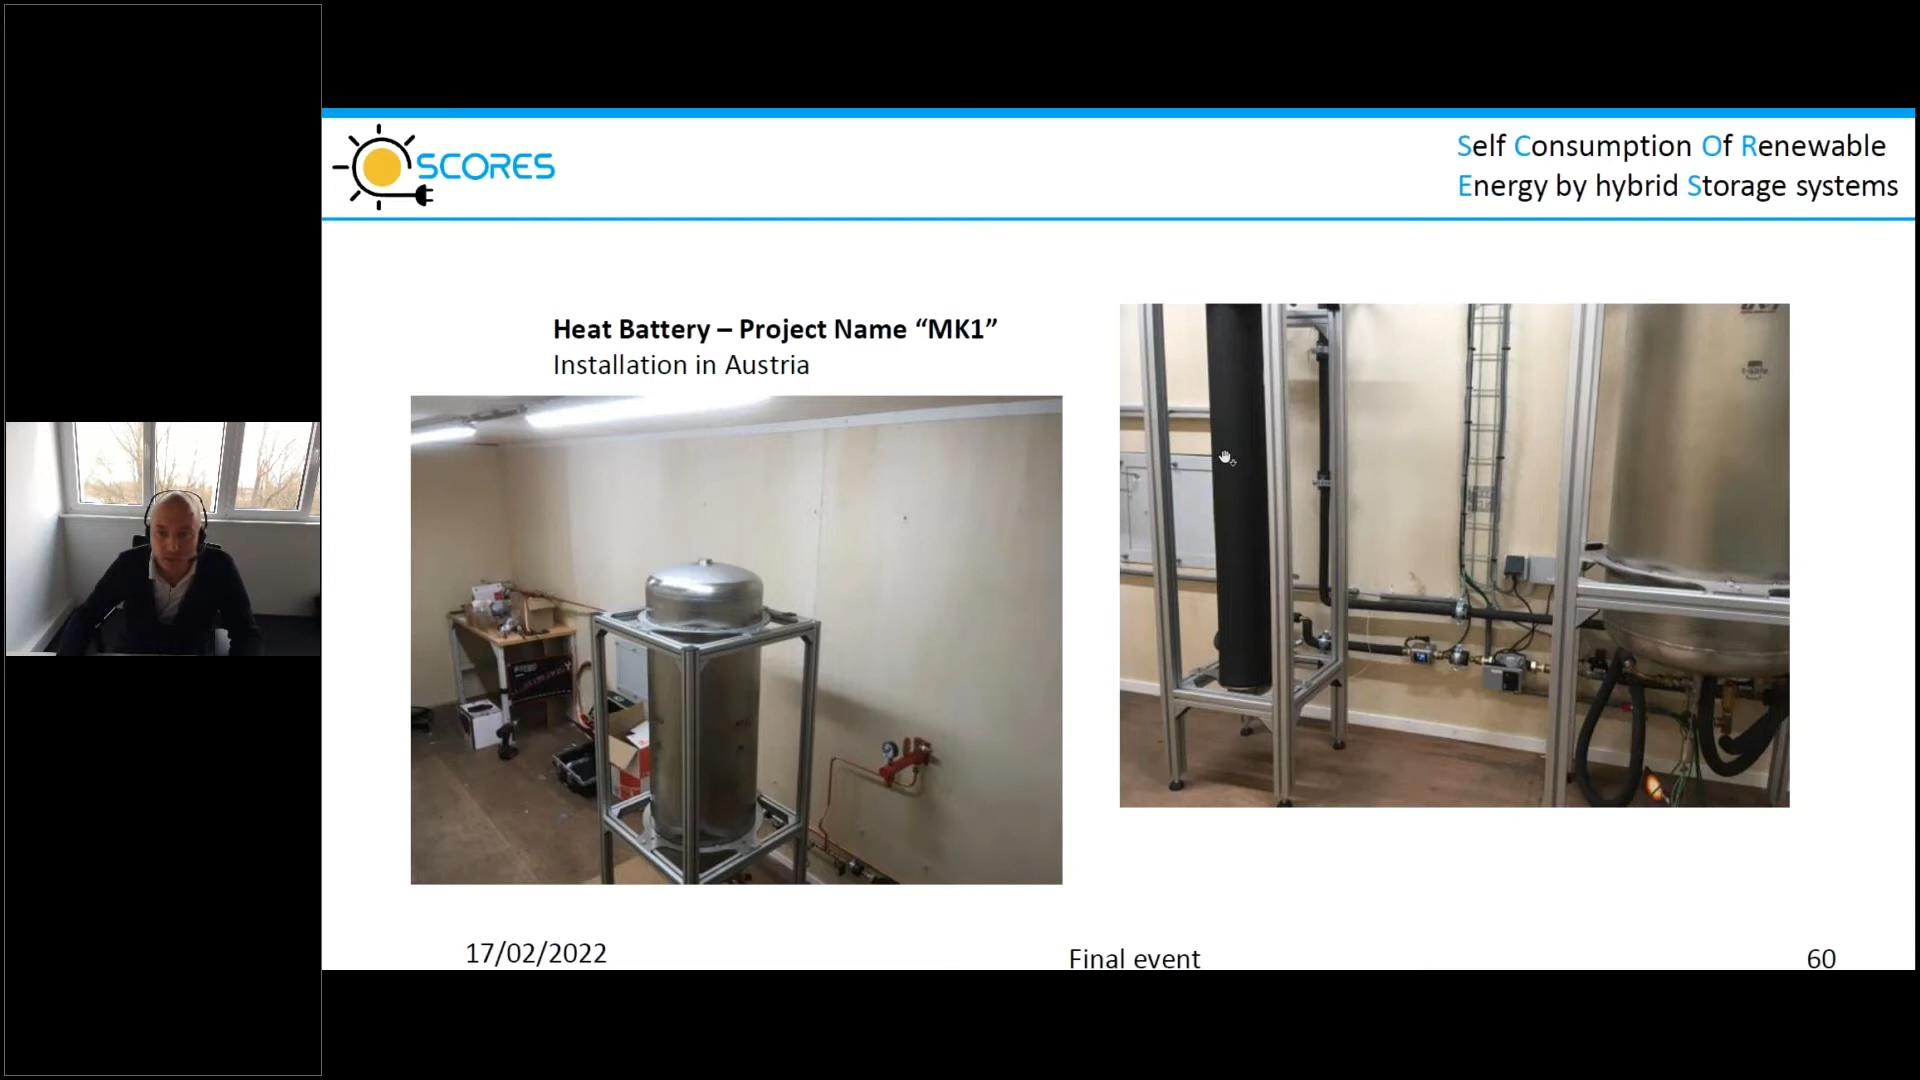 SCORES
Self Consumption Of Renewable
Energy by hybrid Storage systems
Heat Battery – Project Name “MK1”
Installation in Austria
17/02/2022
Final event
60